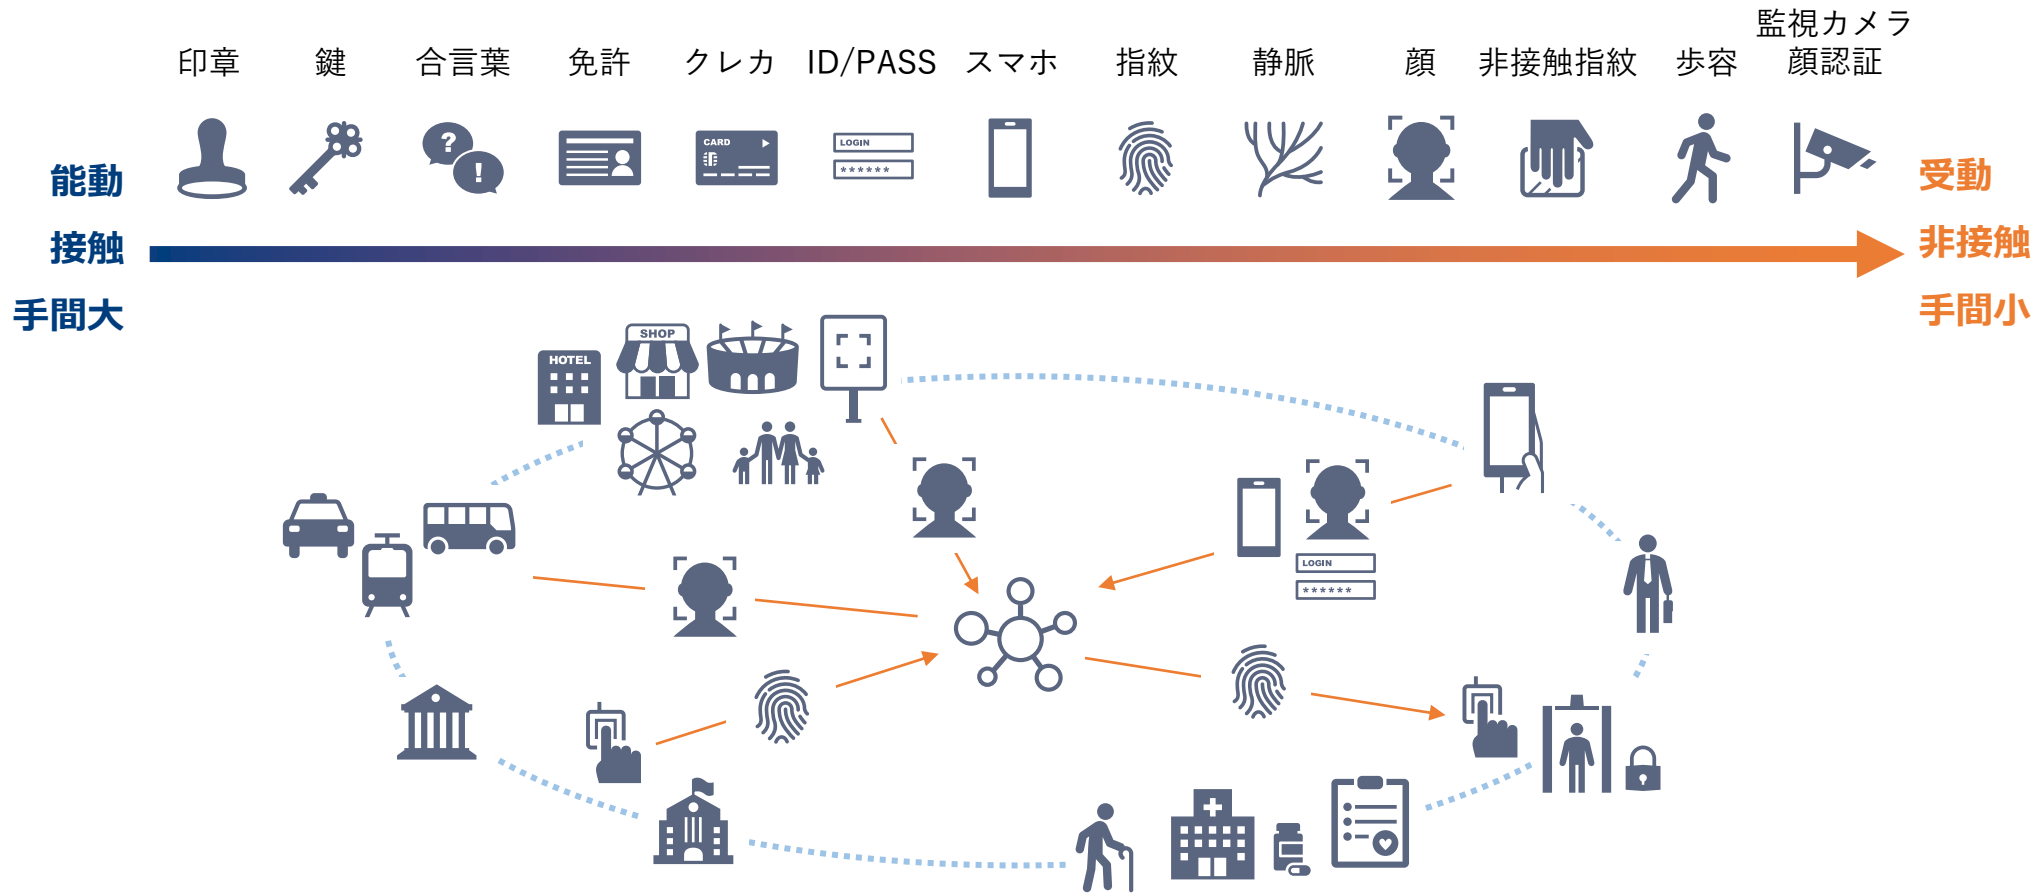 監視カメラ
印章 鍵 合言葉 免許 クレカ ID/PASS スマホ 指紋 静脈 顔 非接触指紋 歩容 顔認証
? !
CARD
LOGIN
******
能動
接触
手間大
受動
非接触
手間小
SHOP
HOTEL
LOGIN
******